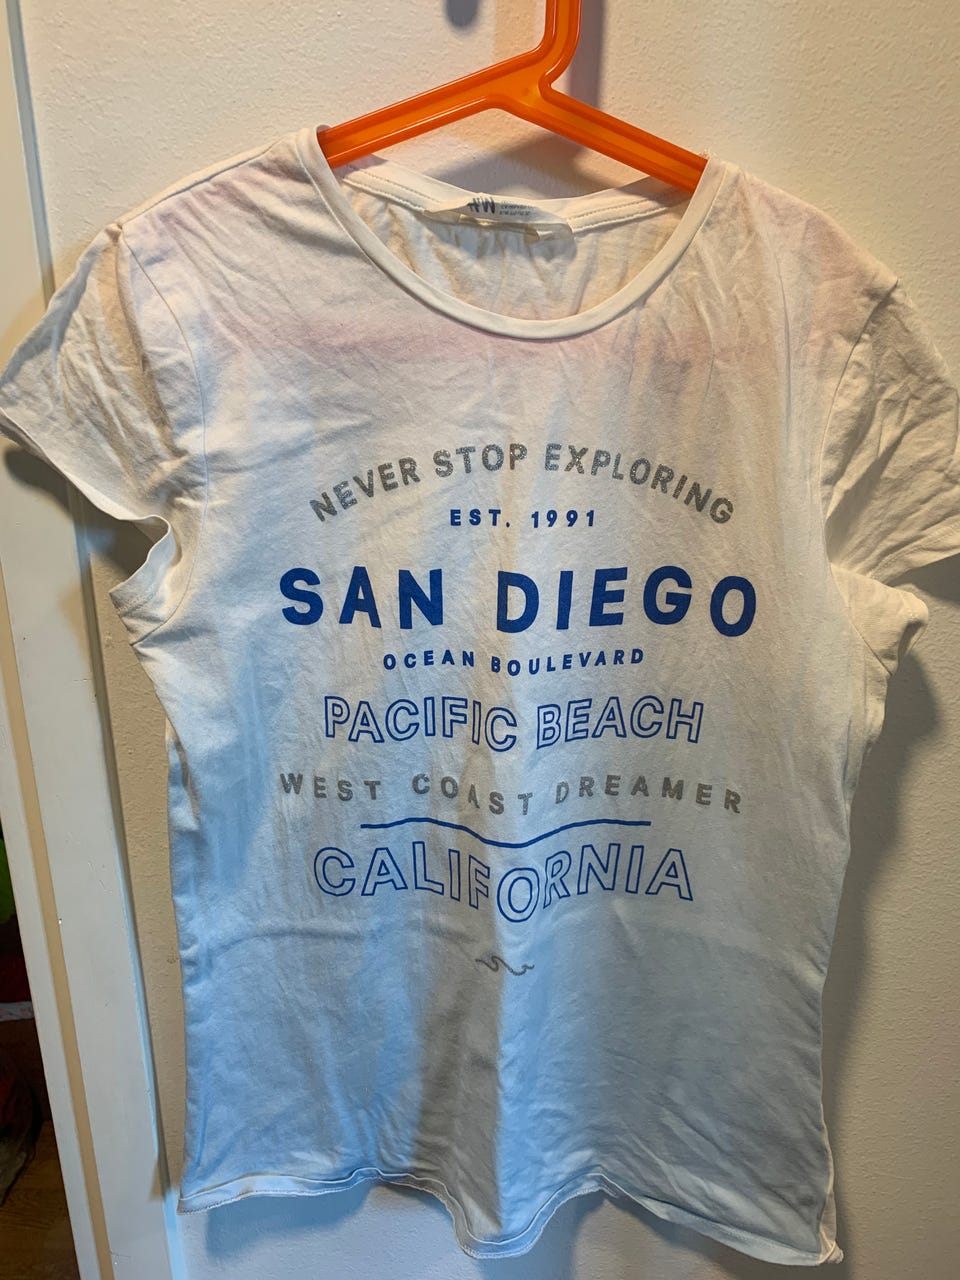 NEVER STOP EXPLORING
EST. 1991
SAN DIEGO
OCEAN BOULEVARD
PACIFIC BEACH
WEST COAST DREAMER
CALIFORNIA